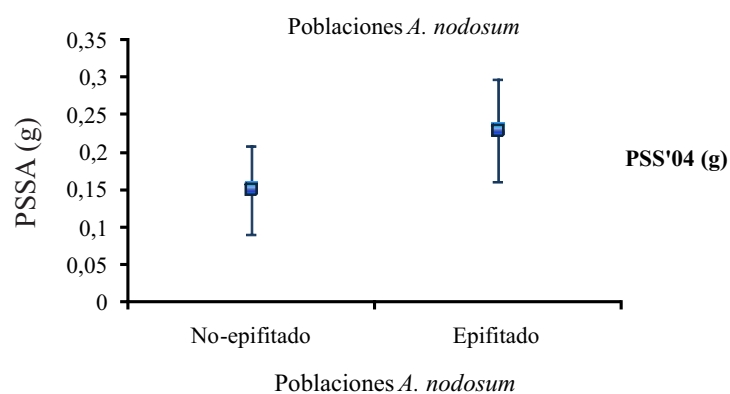 Poblaciones A. nodosum
0,35
0,3
0,25
0,2
0,15
0,1
0,05
0
PSSA (g)
PSS'04 (g)
No-epifitado Epifitado
Poblaciones A. nodosum